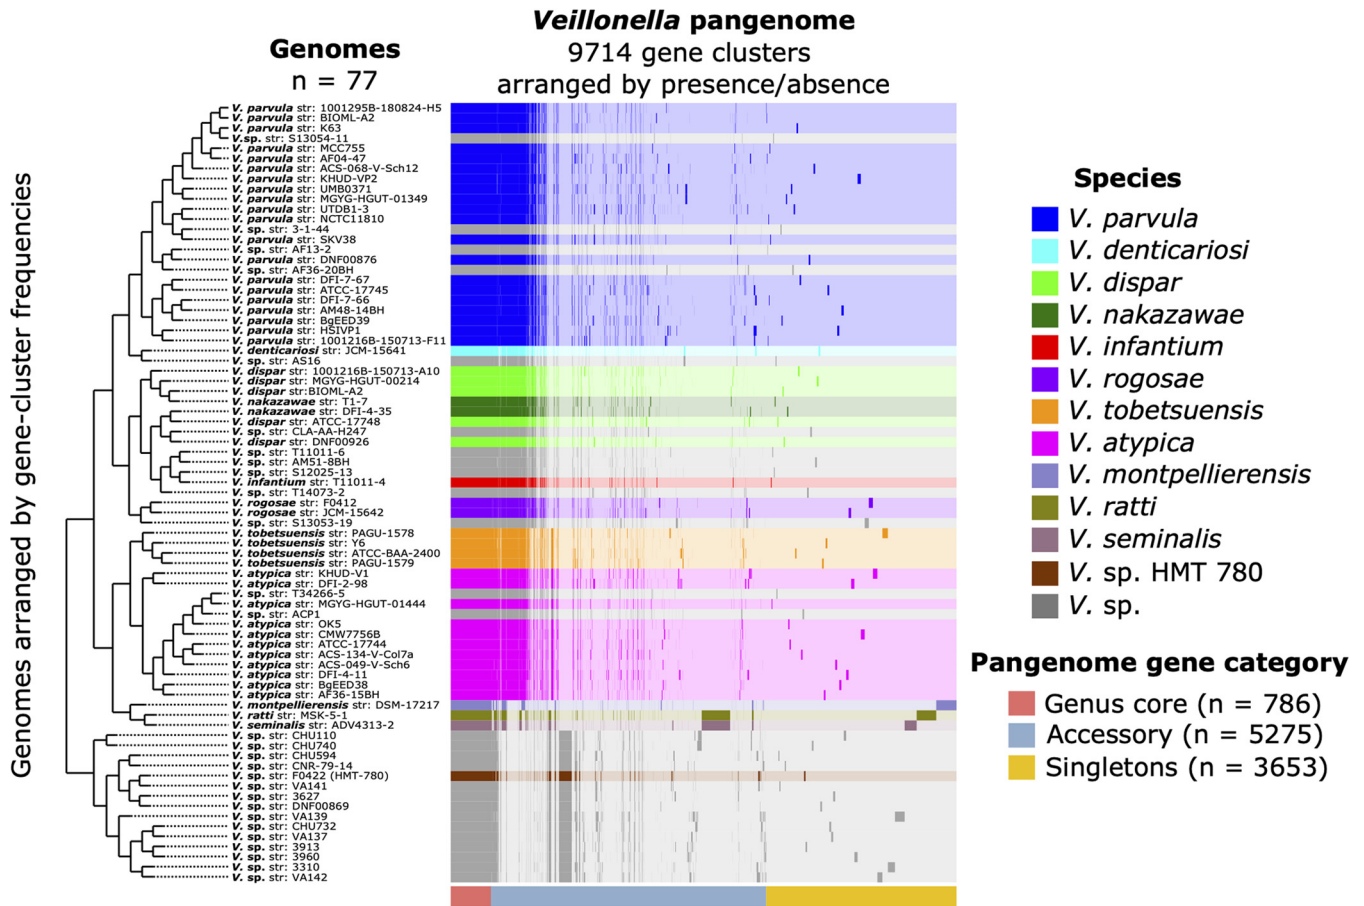 Veillonella pangenome
9714 gene clusters
arranged by presence/absence
Genomes
n = 77
Genomes arranged by gene-cluster frequencies
V. parvula str: 1001295B-180824-H5
V. parvula str: BIOML-A2
V. parvula str: K63
V.sp. str: S13054-11
V. parvula str: MCC755
V. parvula str: AF04-47
V. parvula str: ACS-068-V-Sch12
V. parvula str: KHUD-VP2
V. parvula str: UMB0371
V. parvula str: MGYG-HGUT-01349
V. parvula str: UTDB1-3
V. parvula str: NCTC11810
V. sp. str: 3-1-44
V. parvula str: SKV38
V. sp. str: AF13-2
V. parvula str: DNF00876
V. sp. str: AF36-20BH
V. parvula str: DFI-7-67
V. parvula str: ATCC-17745
V. parvula str: DFI-7-66
V. parvula str: AM48-14BH
V. parvula str: BgEED39
V. parvula str: HSIVP1
V. parvula str: 1001216B-150713-F11
V. denticariosi str: JCM-15641
V. sp. str: AS16
V. dispar str: 1001216B-150713-A10
V. dispar str: MGYG-HGUT-00214
V. dispar str:BIOML-A2
V. nakazawae str: T1-7
V. nakazawae str: DFI-4-35
V. dispar str: ATCC-17748
V. sp. str: CLA-AA-H247
V. dispar str: DNF00926
V. sp. str: T11011-6
V. sp. str: AM51-8BH
V. sp. str: S12025-13
V. infantium str: T11011-4
V. sp. str: T14073-2
V. rogosae str: F0412
V. rogosae str: JCM-15642
V. sp. str: S13053-19
V. tobetsuensis str: PAGU-1578
V. tobetsuensis str: Y6
V. tobetsuensis str: ATCC-BAA-2400
V. tobetsuensis str: PAGU-1579
V. atypica str: KHUD-V1
V. atypica str: DFI-2-98
V. sp. str: T34266-5
V. atypica str: MGYG-HGUT-01444
V. sp. str: ACP1
V. atypica str: OK5
V. atypica str: CMW7756B
V. atypica str: ATCC-17744
V. atypica str: ACS-134-V-Col7a
V. atypica str: ACS-049-V-Sch6
V. atypica str: DFI-4-11
V. atypica str: BgEED38
V. atypica str: AF36-15BH
V. montpellierensis str: DSM-17217
V. ratti str: MSK-5-1
V. seminalis str: ADV4313-2
V. sp. str: CHU110
V. sp. str: CHU740
V. sp. str: CHU594
V. sp. str: CNR-79-14
V. sp. str: F0422 (HMT-780)
V. sp. str: VA141
V. sp. str: 3627
V. sp. str: DNF00869
V. sp. str: VA139
V. sp. str: CHU732
V. sp. str: VA137
V. sp. str: 3913
V. sp. str: 3960
V. sp. str: 3310
V. sp. str: VA142
Species
V. parvula
V. denticariosi
V. dispar
V. nakazawae
V. infantium
V. rogosae
V. tobetsuensis
V. atypica
V. montpellierensis
V. ratti
V. seminalis
V. sp. HMT 780
V. sp.
Pangenome gene category
Genus core (n = 786)
Accessory (n = 5275)
Singletons (n = 3653)